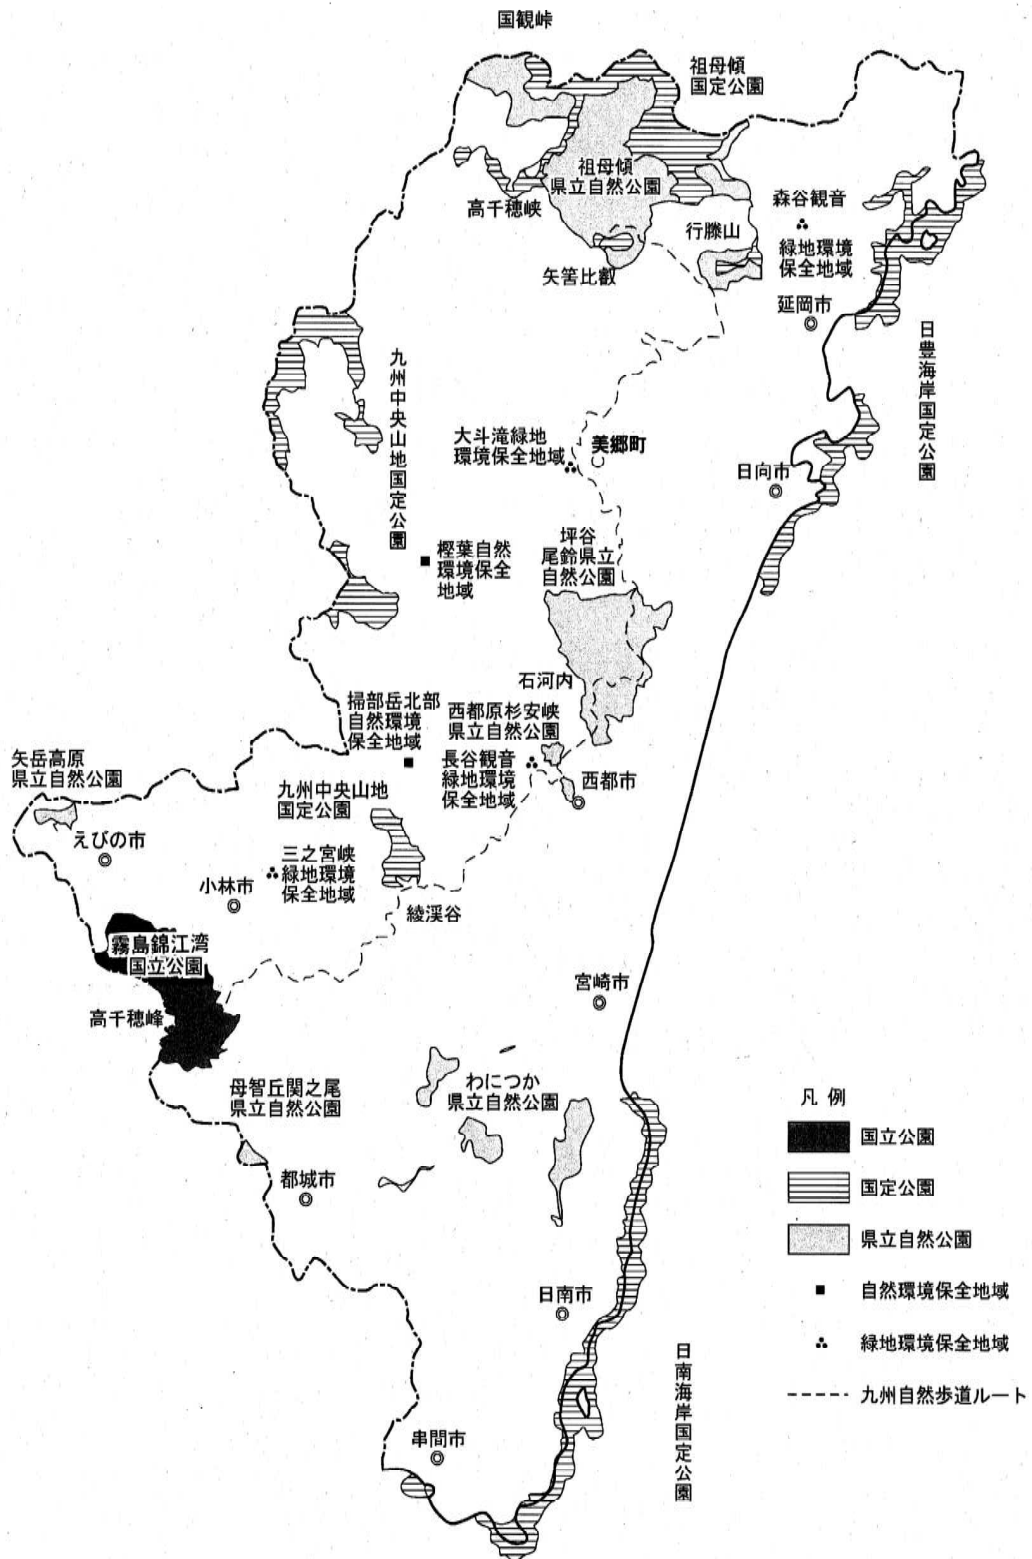 国観峠
祖母傾
国定公園
祖母傾
県立自然公園
高千穂峡
森谷観音
緑地環境
保全地域
行縢山
矢筈比叡
延岡市
日豊海岸国定公園
九州中央山地国定公園
大斗滝緑地
環境保全地域
美郷町
日向市
樫葉自然
環境保全
地域
坪谷
尾鈴県立
自然公園
石河内
掃部岳北部
自然環境
保全地域
西都原杉安峡
県立自然公園
長谷観音
緑地環境
保全地域
西都市
矢岳高原
県立自然公園
えびの市
九州中央山地
国定公園
三之宮峡
緑地環境
保全地域
小林市
綾渓谷
霧島錦江湾
国立公園
高千穂峰
宮崎市
母智丘関之尾
県立自然公園
わにつか
県立自然公園
都城市
日南市
日南海岸国定公園
串間市
凡例
国立公園
国定公園
県立自然公園
自然環境保全地域
緑地環境保全地域
九州自然歩道ルート